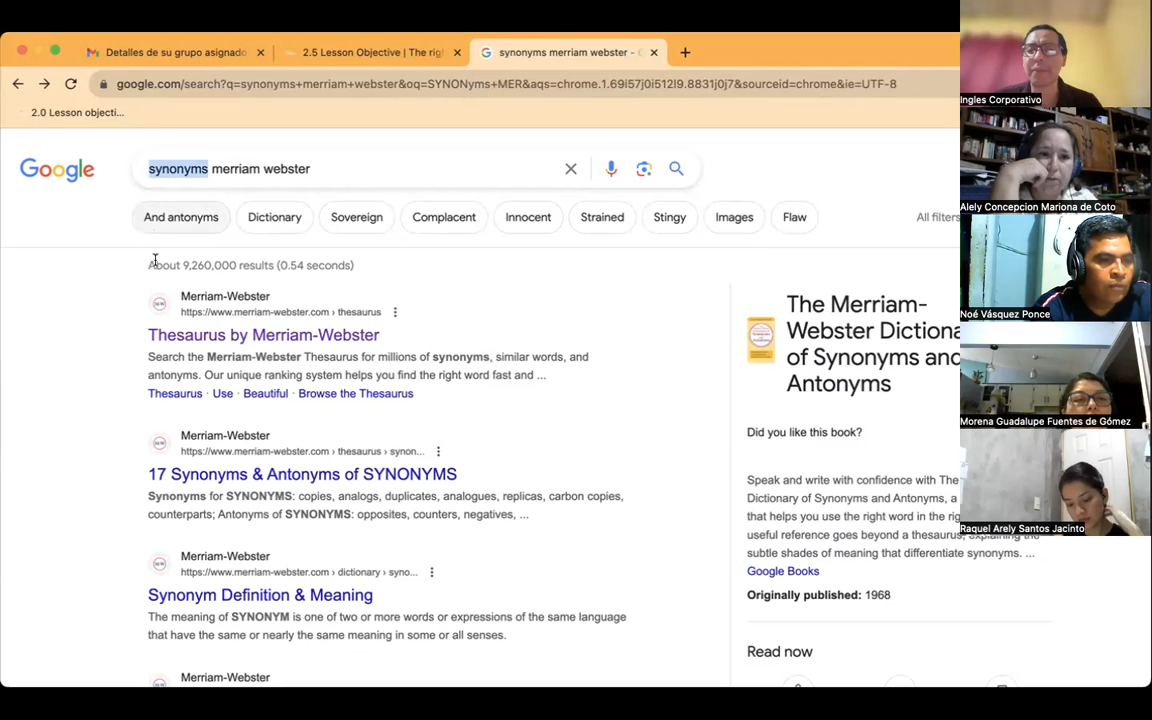 Detalles de su grupo asignado
2.5 Lesson Objective | The rig
synonyms merriam webster -
google.com/search?q=synonyms+merriam+webster&oq=SYNONyms+MER&aqs=chrome.1.69i57j0i512l9.8831j0j7&sourceid=chrome&ie=UTF-8
2.0 Lesson objecti...
Google
synonyms merriam webster
And antonyms
Dictionary
Sovereign
Complacent
Innocent
Strained
Stingy
Images
Flaw
All filters
About 9,260,000 results (0.54 seconds)
Merriam-Webster
https://www.merriam-webster.com › thesaurus
Thesaurus by Merriam-Webster
Search the Merriam-Webster Thesaurus for millions of synonyms, similar words, and
antonyms. Our unique ranking system helps you find the right word fast and ...
Thesaurus · Use · Beautiful · Browse the Thesaurus
Merriam-Webster
https://www.merriam-webster.com › thesaurus › synon...
17 Synonyms & Antonyms of SYNONYMS
Synonyms for SYNONYMS: copies, analogs, duplicates, analogues, replicas, carbon copies,
counterparts; Antonyms of SYNONYMS: opposites, counters, negatives, ...
Merriam-Webster
https://www.merriam-webster.com › dictionary › syno...
Synonym Definition & Meaning
The meaning of SYNONYM is one of two or more words or expressions of the same language
that have the same or nearly the same meaning in some or all senses.
Merriam-Webster
The Merriam-
Webster Dictiona
of Synonyms and
Antonyms
Did you like this book?
Speak and write with confidence with The
Dictionary of Synonyms and Antonyms, a
that helps you use the right word in the rig
useful reference goes beyond a thesaurus, explaining the
subtle shades of meaning that differentiate synonyms. ...
Google Books
Originally published: 1968
Read now
Ingles Corporativo
Alely Concepcion Mariona de Coto
Noé Vásquez Ponce
Morena Guadalupe Fuentes de Gómez
Raquel Arely Santos Jacinto